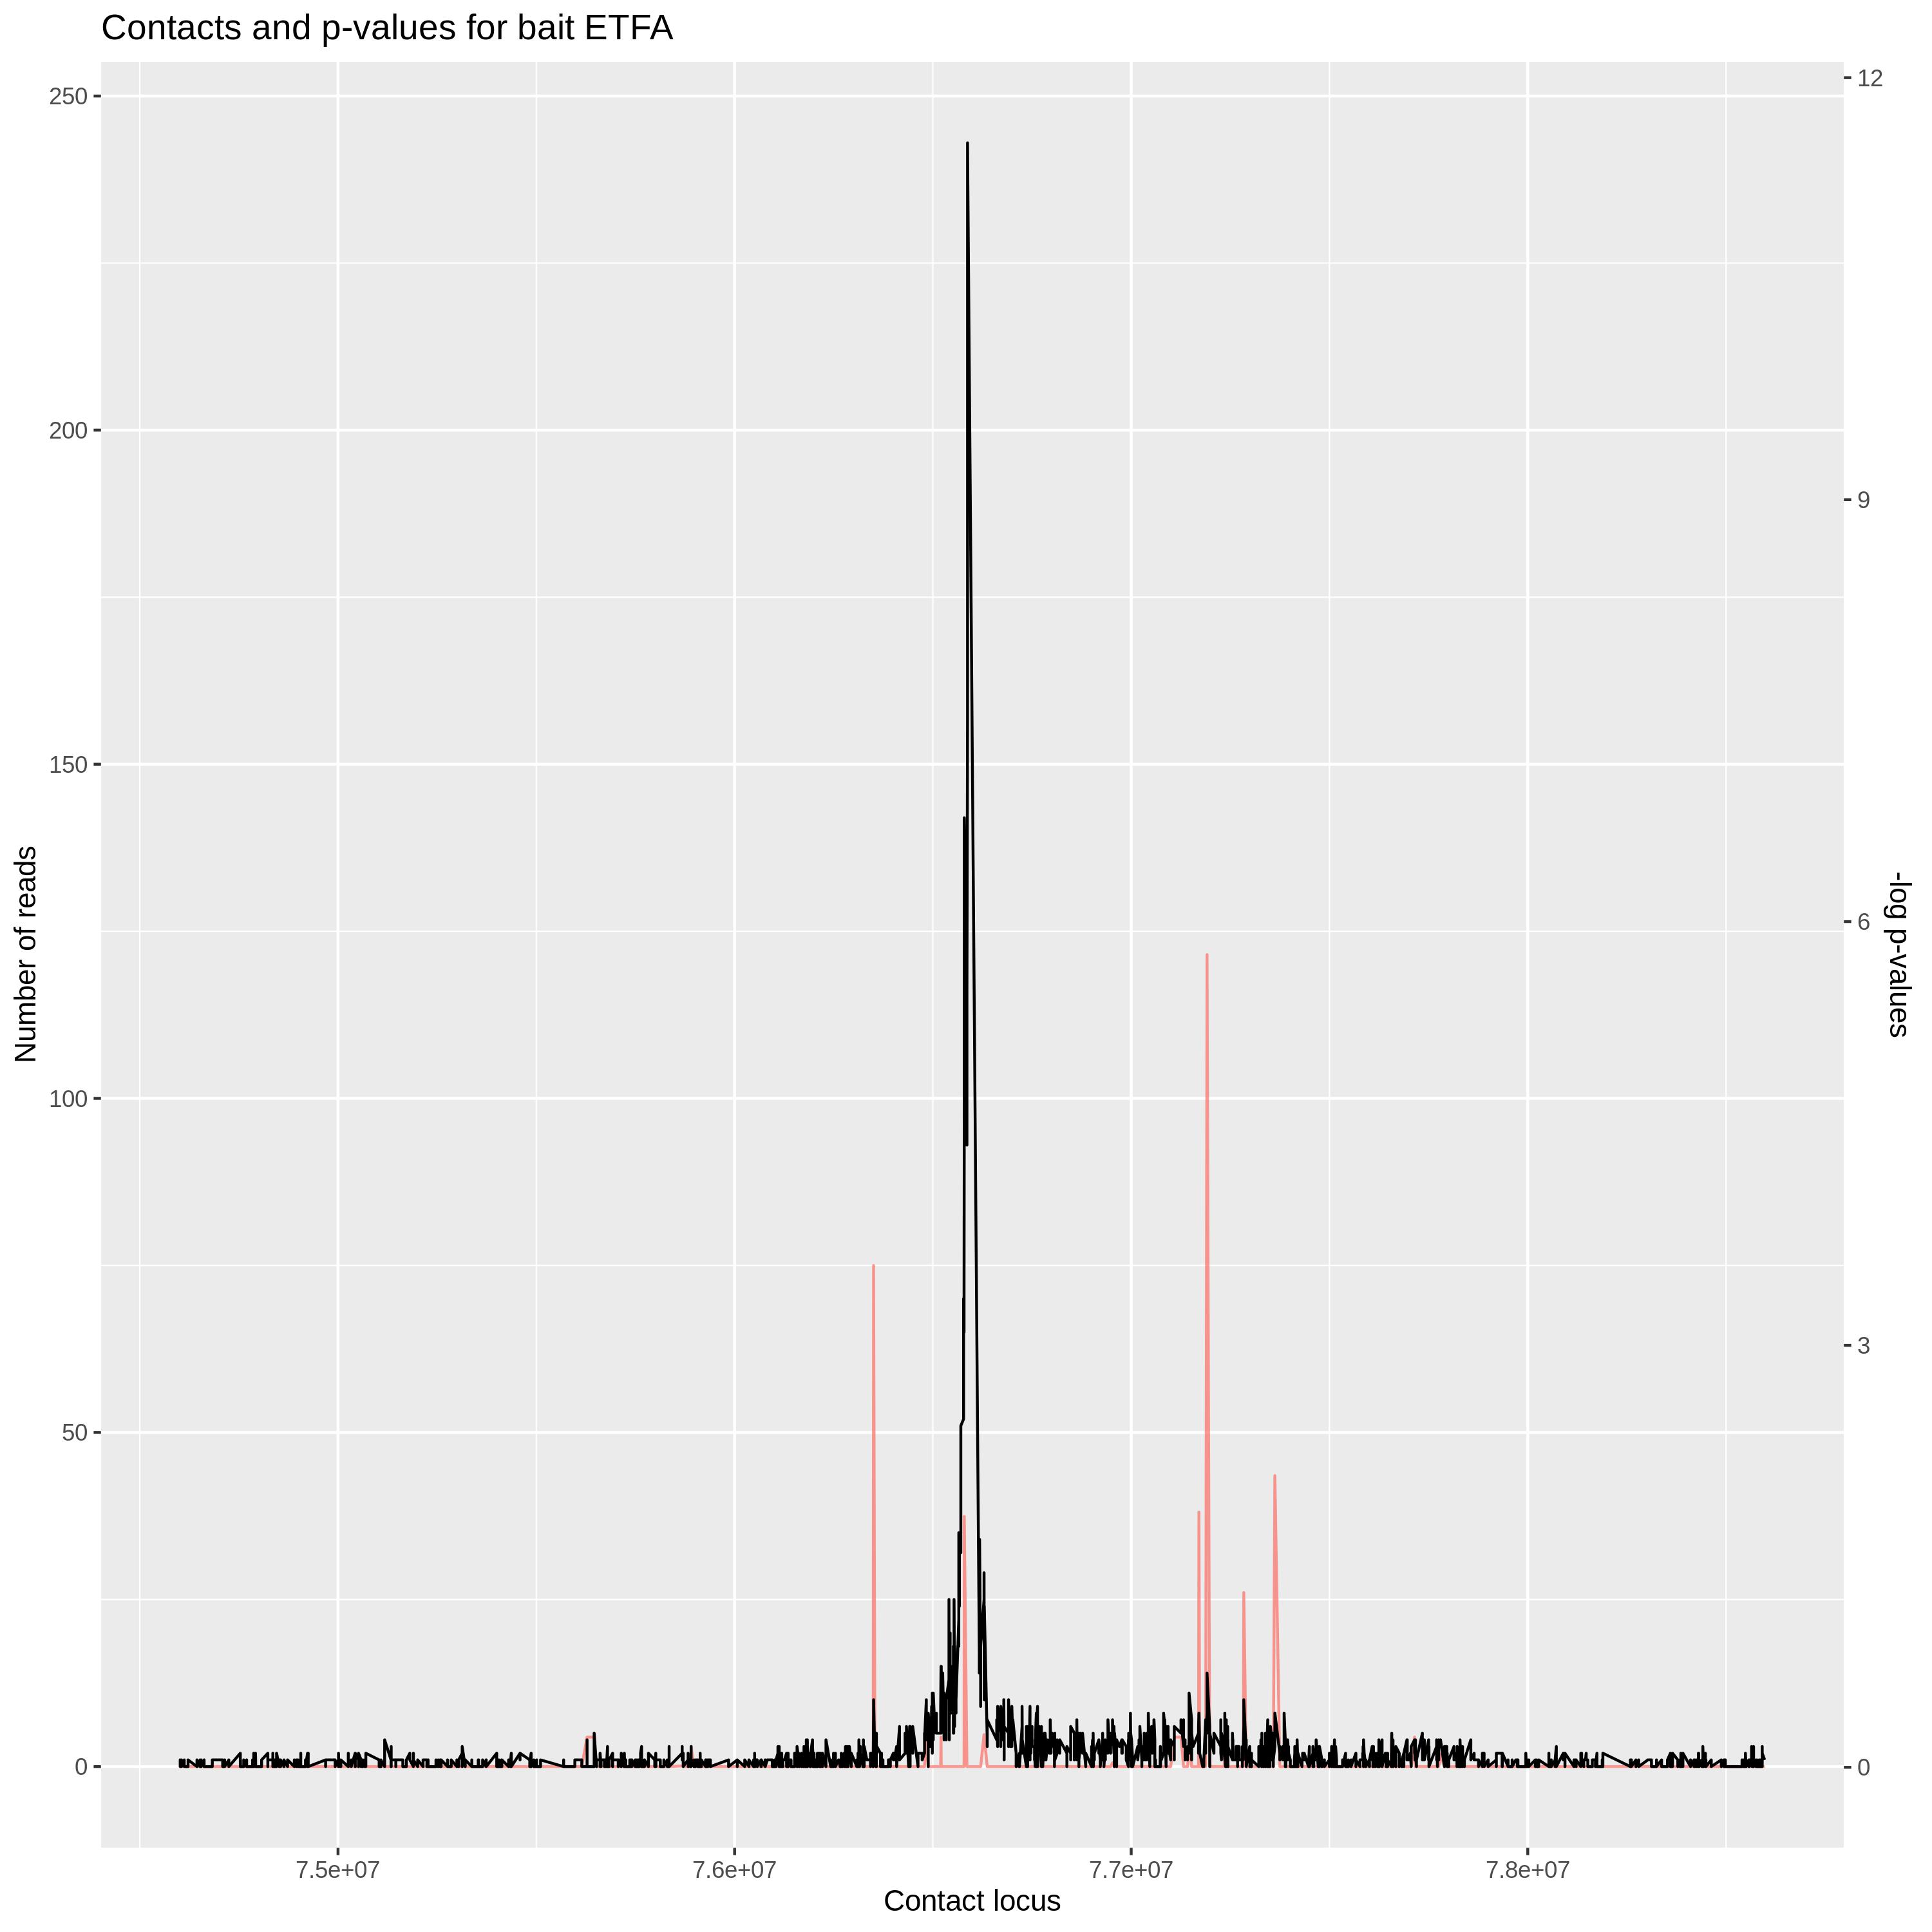 Contacts and p-values for bait ETFA
250
200
150
100
50
0
12
9
6
3
0
Number of reads
-log p-values
7.5e+07 7.6e+07 7.7e+07 7.8e+07
Contact locus